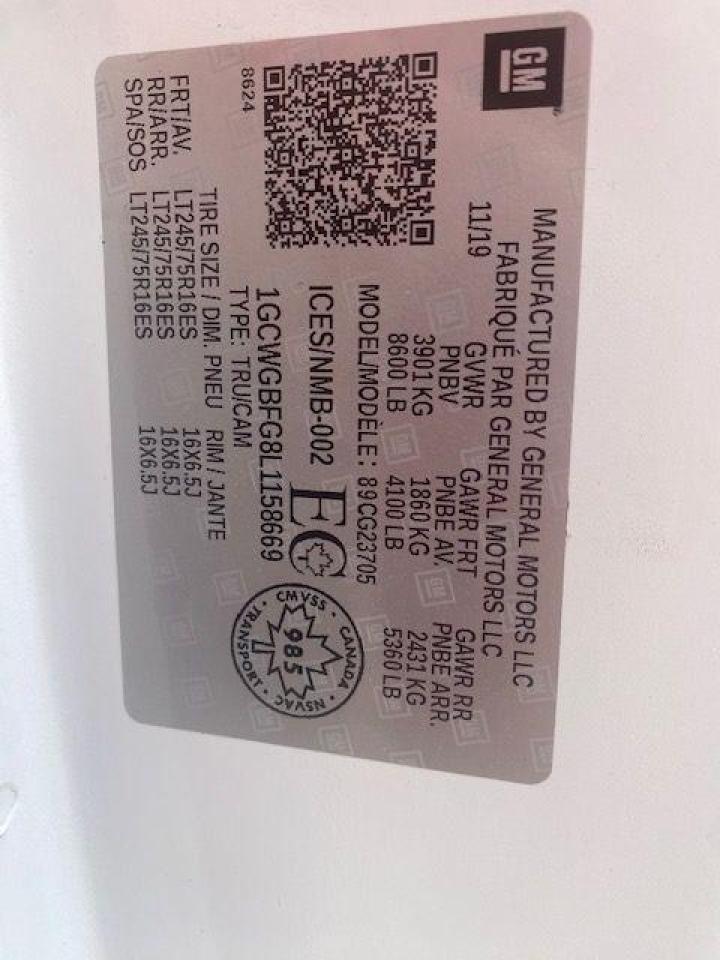 GM
MANUFACTURED BY GENERAL MOTORS LLC
FABRIQUÉ PAR GENERAL MOTORS LLC
11/19
GVWR GAWR FRT GAWR RR
PNBV PNBE AV. PNBE ARR.
3901 KG 1860 KG 2431 KG
8600 LB 4100 LB 5360 LB
MODEL/MODÈLE: 89CG23705
ICES/NMB-002 EC
1GCWGBFG8L1158669
TYPE: TRU/CAM
8624
CMVSS · CANADA · NSVAC · TRANSPORT
985
TIRE SIZE / DIM. PNEU RIM / JANTE
FRT/AV. LT245/75R16ES 16X6.5J
RR/ARR. LT245/75R16ES 16X6.5J
SPA/SOS LT245/75R16ES 16X6.5J